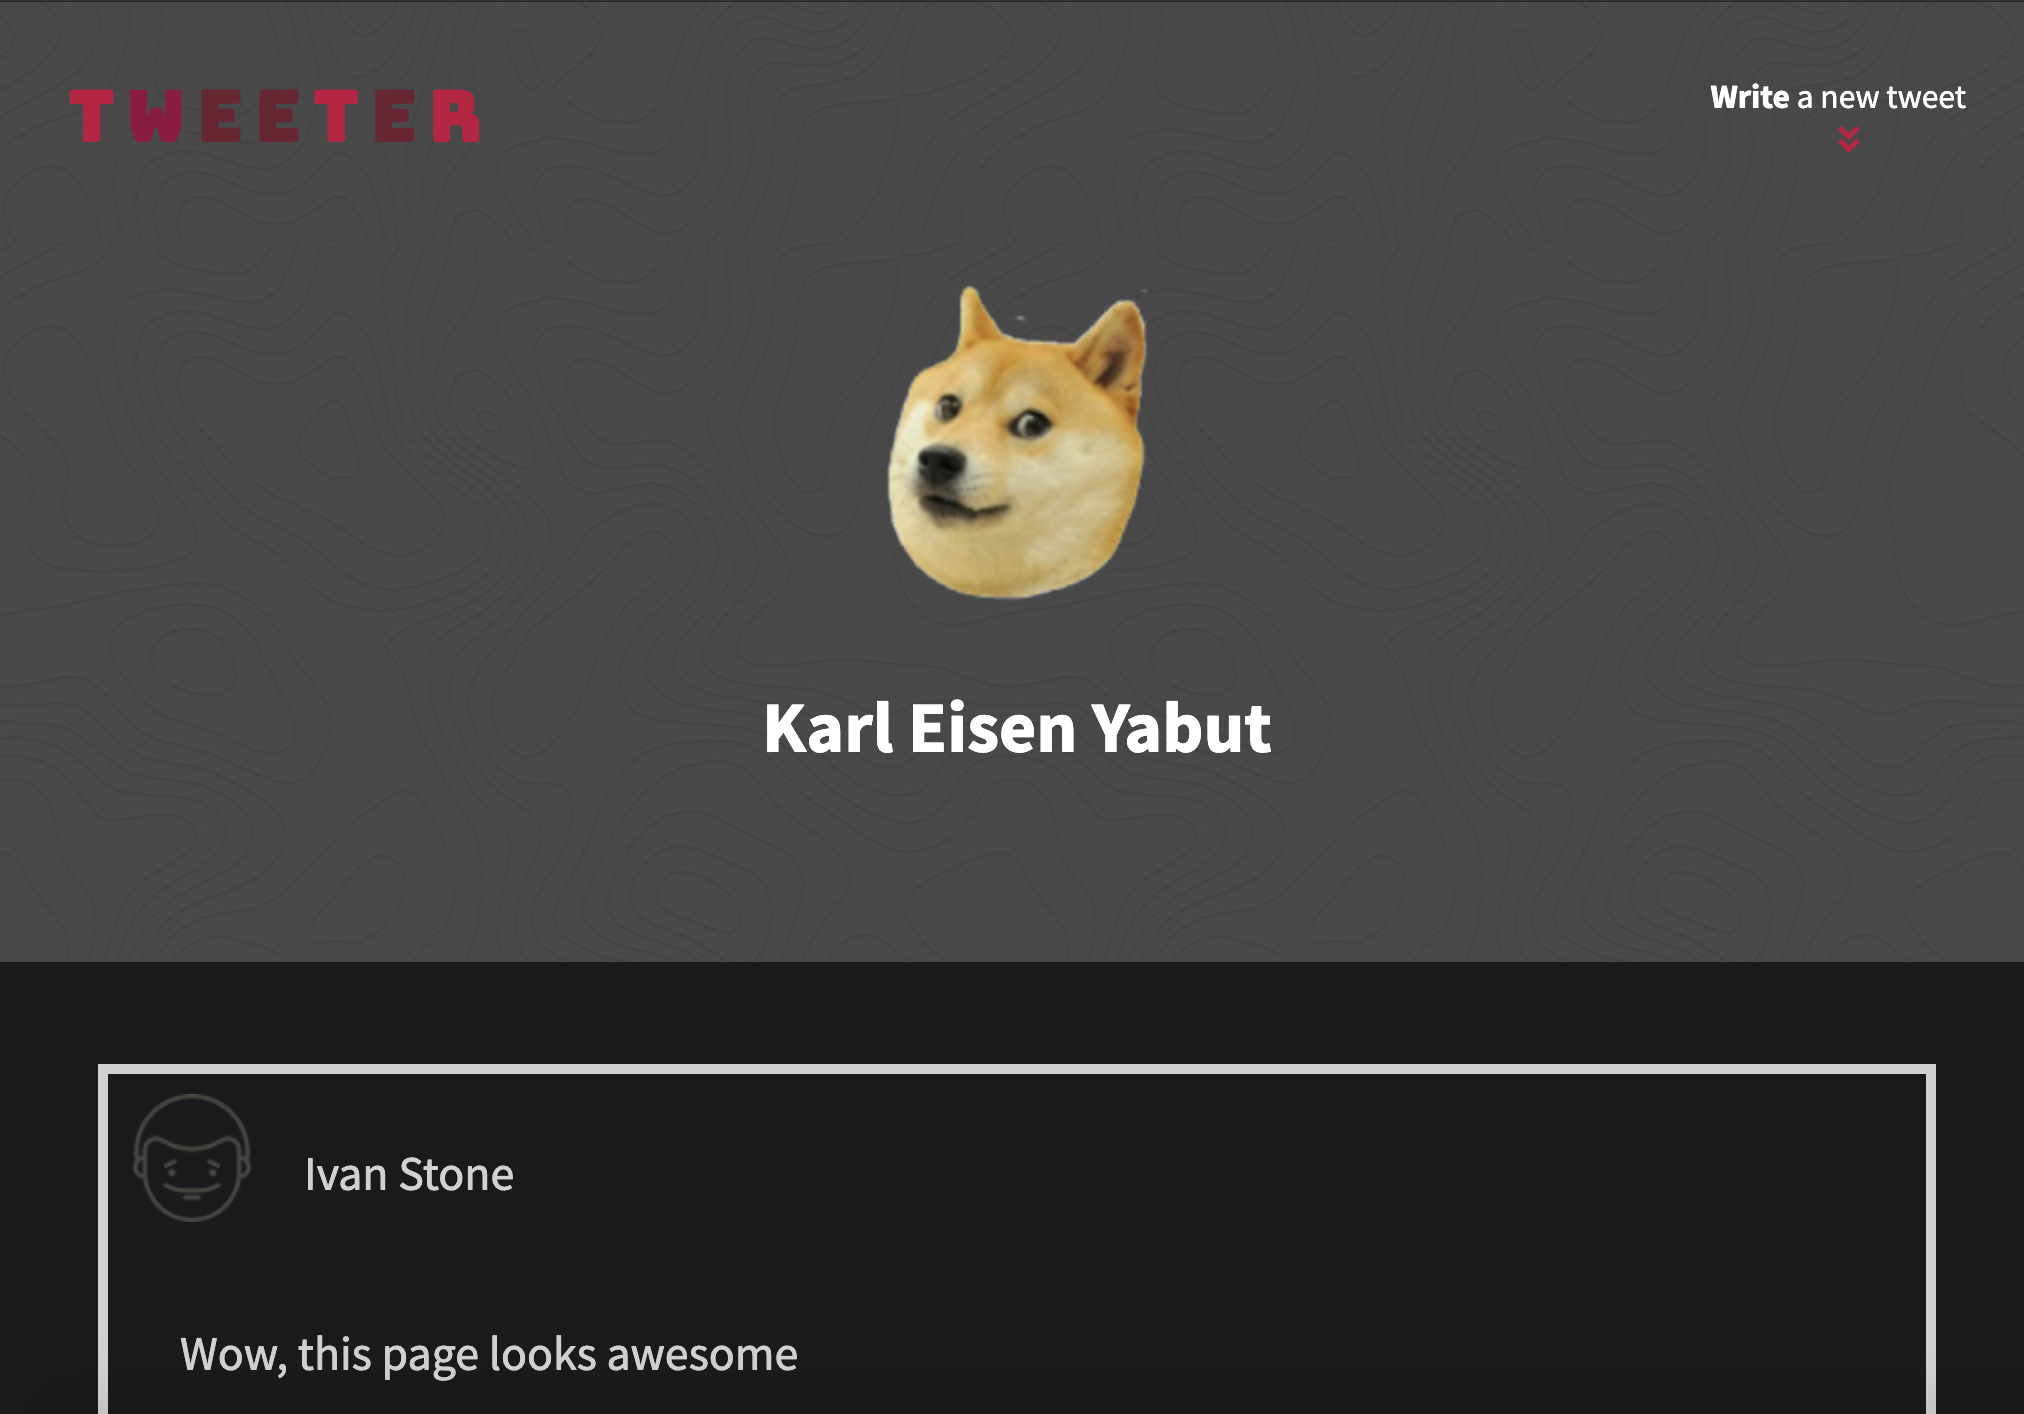 TWEETER
Write a new tweet
Karl Eisen Yabut
Ivan Stone
Wow, this page looks awesome